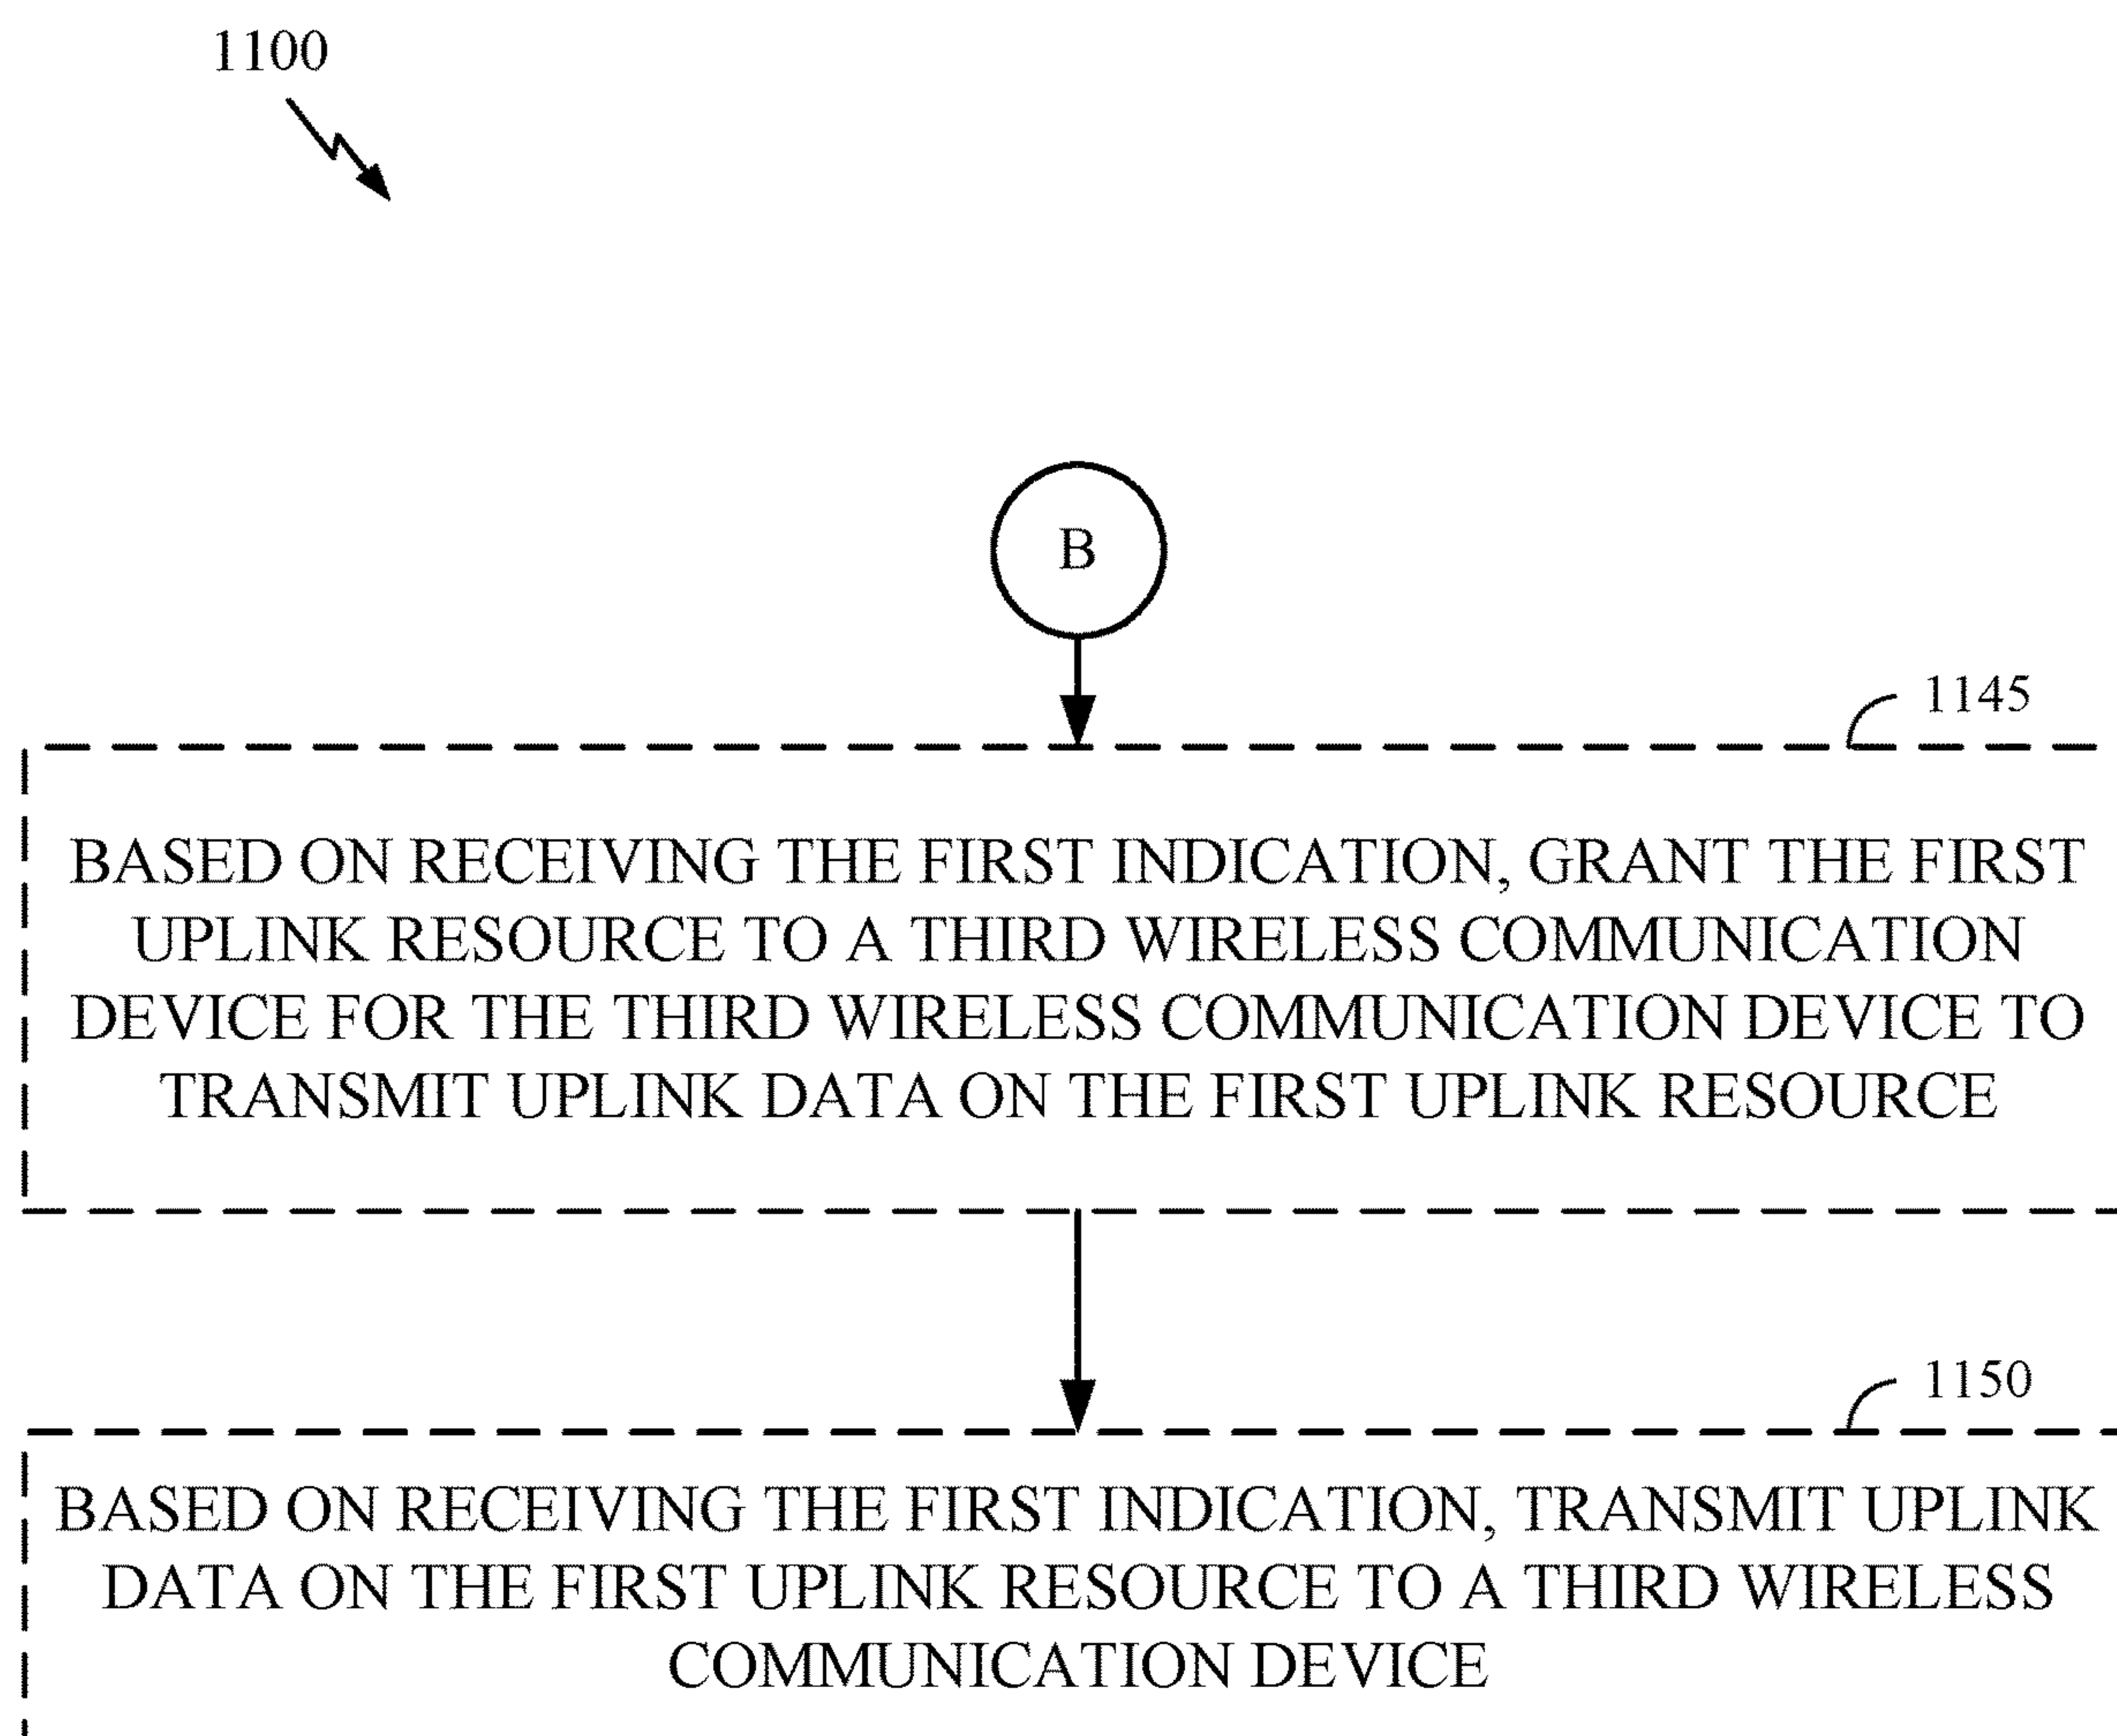 1100
B
1145
BASED ON RECEIVING THE FIRST INDICATION, GRANT THE FIRST
UPLINK RESOURCE TO A THIRD WIRELESS COMMUNICATION
DEVICE FOR THE THIRD WIRELESS COMMUNICATION DEVICE TO
TRANSMIT UPLINK DATA ON THE FIRST UPLINK RESOURCE
1150
BASED ON RECEIVING THE FIRST INDICATION, TRANSMIT UPLINK
DATA ON THE FIRST UPLINK RESOURCE TO A THIRD WIRELESS
COMMUNICATION DEVICE